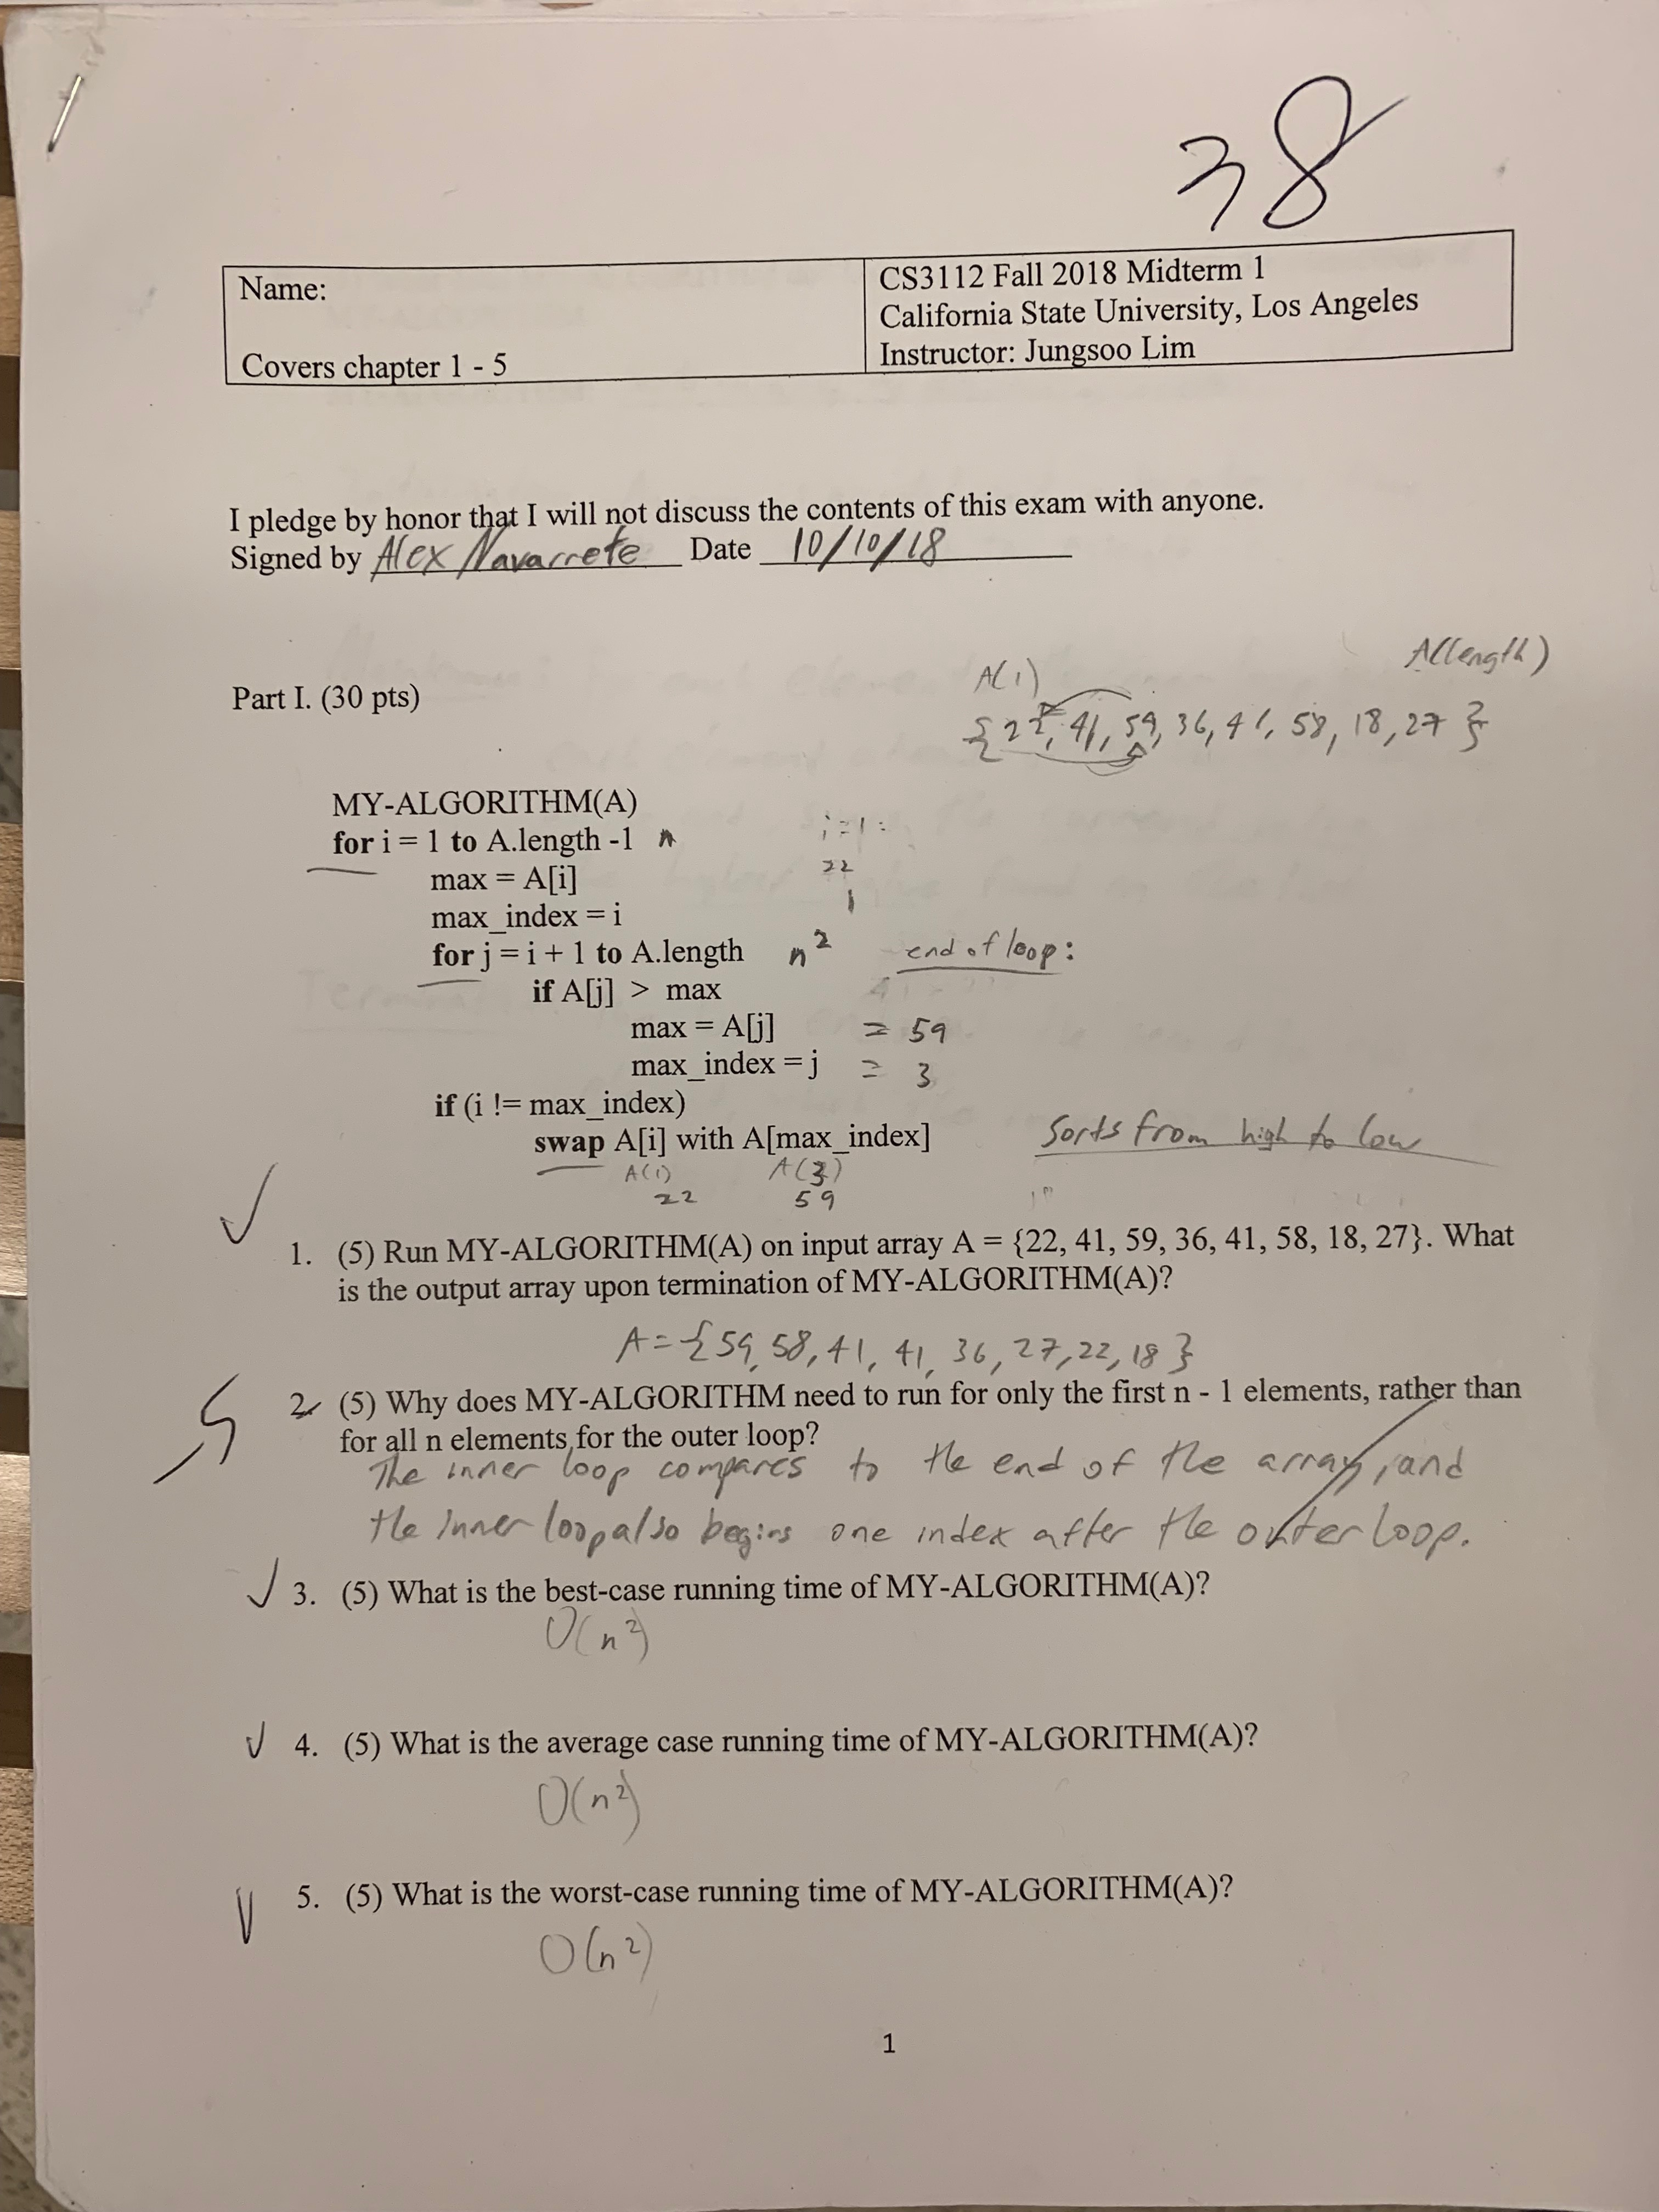 38
Name:
Covers chapter 1 - 5
CS3112 Fall 2018 Midterm 1
California State University, Los Angeles
Instructor: Jungsoo Lim
I pledge by honor that I will not discuss the contents of this exam with anyone.
Signed by Alex Navarrete Date 10/10/18
A(1) A(length)
Part I. (30 pts)
{22, 41, 59, 36, 41, 58, 18, 27}
MY-ALGORITHM(A)
for i = 1 to A.length -1 n i=1:
max = A[i] 22
max_index = i 1
for j = i + 1 to A.length n² end of loop:
if A[j] > max
max = A[j] = 59
max_index = j = 3
if (i != max_index)
swap A[i] with A[max_index] Sorts from high to low
A(1) A(3)
22 59
1. (5) Run MY-ALGORITHM(A) on input array A = {22, 41, 59, 36, 41, 58, 18, 27}. What
is the output array upon termination of MY-ALGORITHM(A)?
A={59, 58, 41, 41, 36, 27, 22, 18}
2. (5) Why does MY-ALGORITHM need to run for only the first n - 1 elements, rather than
for all n elements for the outer loop?
The inner loop compares to the end of the array, and
the inner loop also begins one index after the outer loop.
3. (5) What is the best-case running time of MY-ALGORITHM(A)?
O(n²)
4. (5) What is the average case running time of MY-ALGORITHM(A)?
O(n²)
5. (5) What is the worst-case running time of MY-ALGORITHM(A)?
O(n²)
1